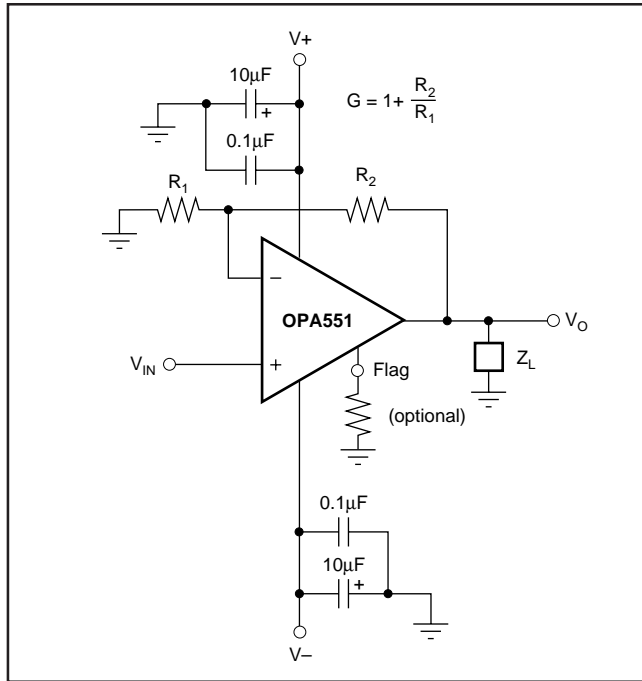 V+
10µF
+
G = 1+ R2/R1
0.1µF
R1
R2
−
OPA551
VO
VIN
+
Flag
ZL
(optional)
0.1µF
10µF
+
V−